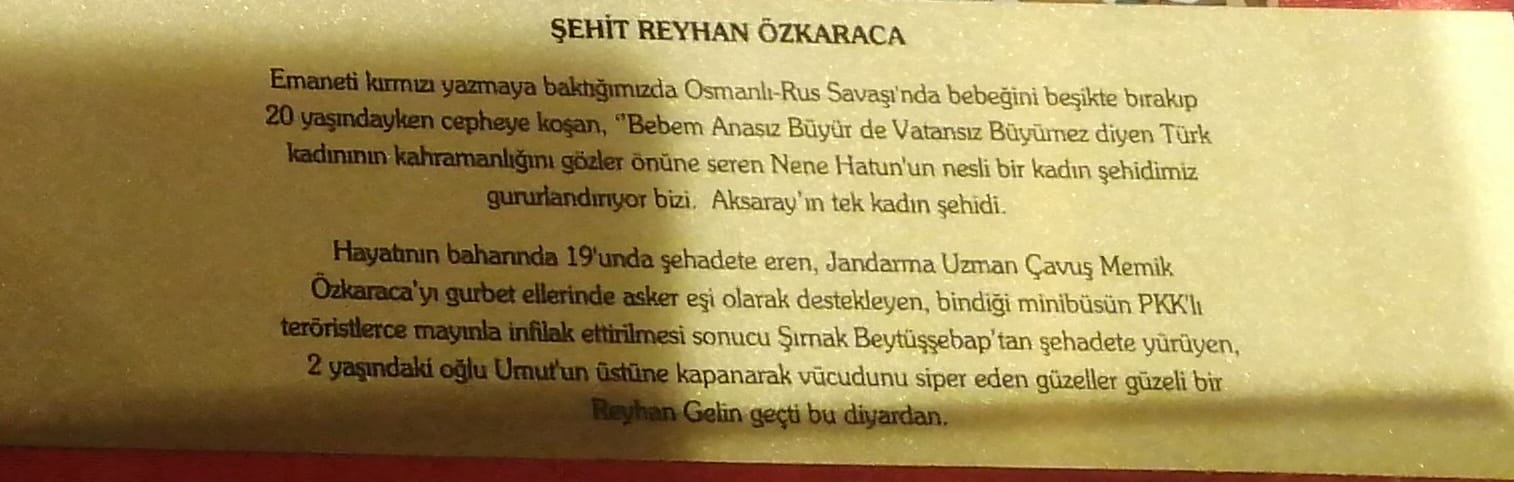 ŞEHİT REYHAN ÖZKARACA
Emaneti kırmızı yazmaya baktığımızda Osmanlı-Rus Savaşı'nda bebeğini beşikte bırakıp
20 yaşındayken cepheye koşan, "Bebem Anasız Büyür de Vatansız Büyümez diyen Türk
kadınının kahramanlığını gözler önüne seren Nene Hatun'un nesli bir kadın şehidimiz
gururlandırıyor bizi. Aksaray'ın tek kadın şehidi.
Hayatının baharında 19'unda şehadete eren, Jandarma Uzman Çavuş Memik
Özkaraca'yı gurbet ellerinde asker eşi olarak destekleyen, bindiği minibüsün PKK'lı
teröristlerce mayınla infilak ettirilmesi sonucu Şırnak Beytüşşebap'tan şehadete yürüyen,
2 yaşındaki oğlu Umut'un üstüne kapanarak vücudunu siper eden güzeller güzeli bir
Reyhan Gelin geçti bu diyardan.